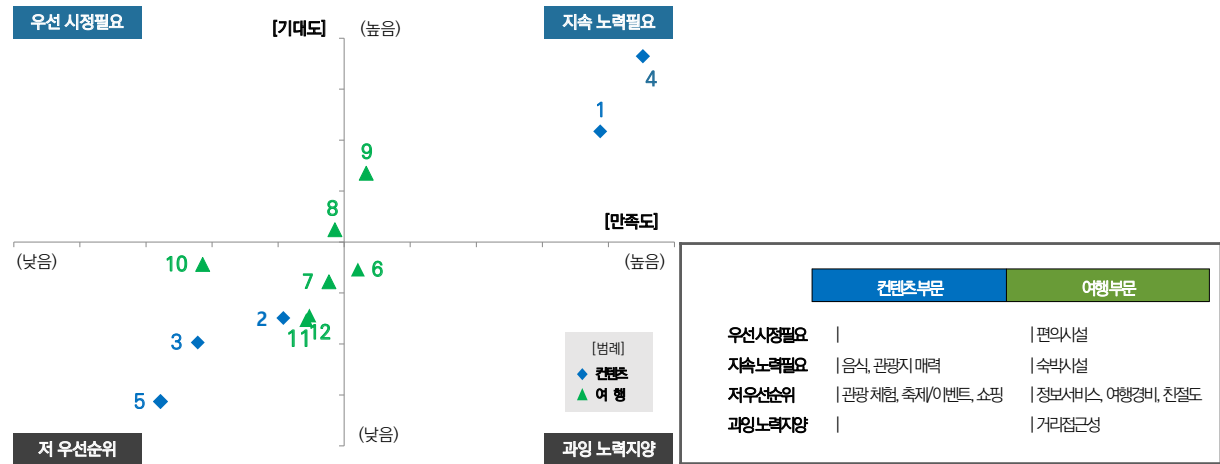 우선 시정필요
[기대도]
(높음)
지속 노력필요
4
1
9
8
[만족도]
(낮음)
(높음)
10
6
7
2
11
12
3
5
[범례]
컨텐츠
여 행
(낮음)
저 우선순위
과잉 노력지양
컨텐츠부문 여행부문
우선시정필요 | | 편의시설
지속노력필요 | 음식, 관광지 매력 | 숙박시설
저 우선순위 | 관광 체험, 축제/이벤트, 쇼핑 | 정보서비스, 여행경비, 친절도
과잉노력지양 | | 거리접근성